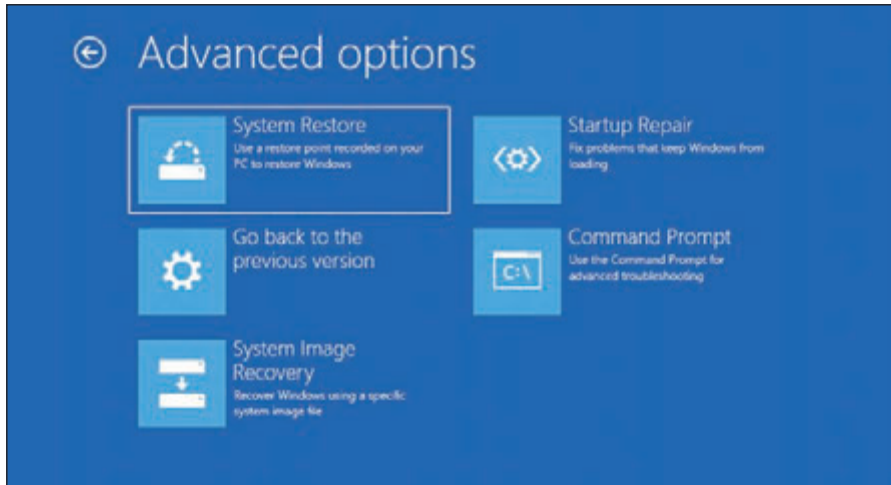 Advanced options
System Restore
Use a restore point recorded on your
PC to restore Windows
Go back to the
previous version
System Image
Recovery
Recover Windows using a specific
system image file
Startup Repair
Fix problems that keep Windows from
loading
Command Prompt
Use the Command Prompt for
advanced troubleshooting
C:\